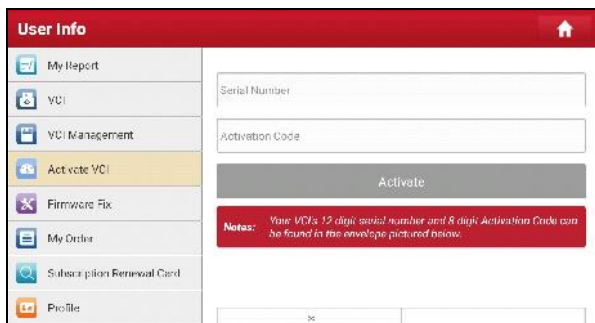 User Info
My Report
VCI
VCI Management
Activate VCI
Firmware Fix
My Order
Subscription Renewal Card
Profile
Serial Number
Activation Code
Activate
Notes: Your VCI's 12 digit serial number and 8 digit Activation Code can
be found in the envelope pictured below.